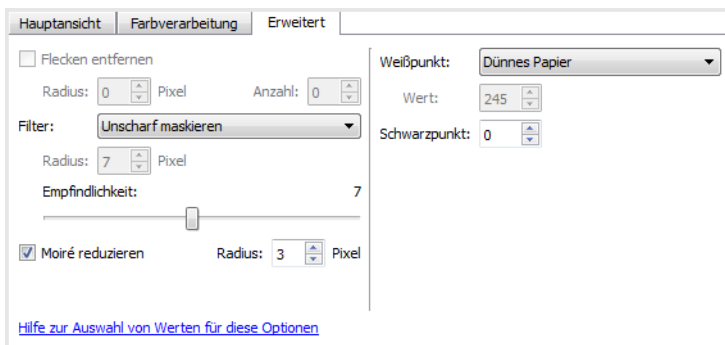 Hauptansicht Farbverarbeitung Erweitert
Flecken entfernen
Radius: 0 Pixel Anzahl: 0
Filter: Unscharf maskieren
Radius: 7 Pixel
Empfindlichkeit: 7
Moiré reduzieren Radius: 3 Pixel
Hilfe zur Auswahl von Werten für diese Optionen
Weißpunkt: Dünnes Papier
Wert: 245
Schwarzpunkt: 0